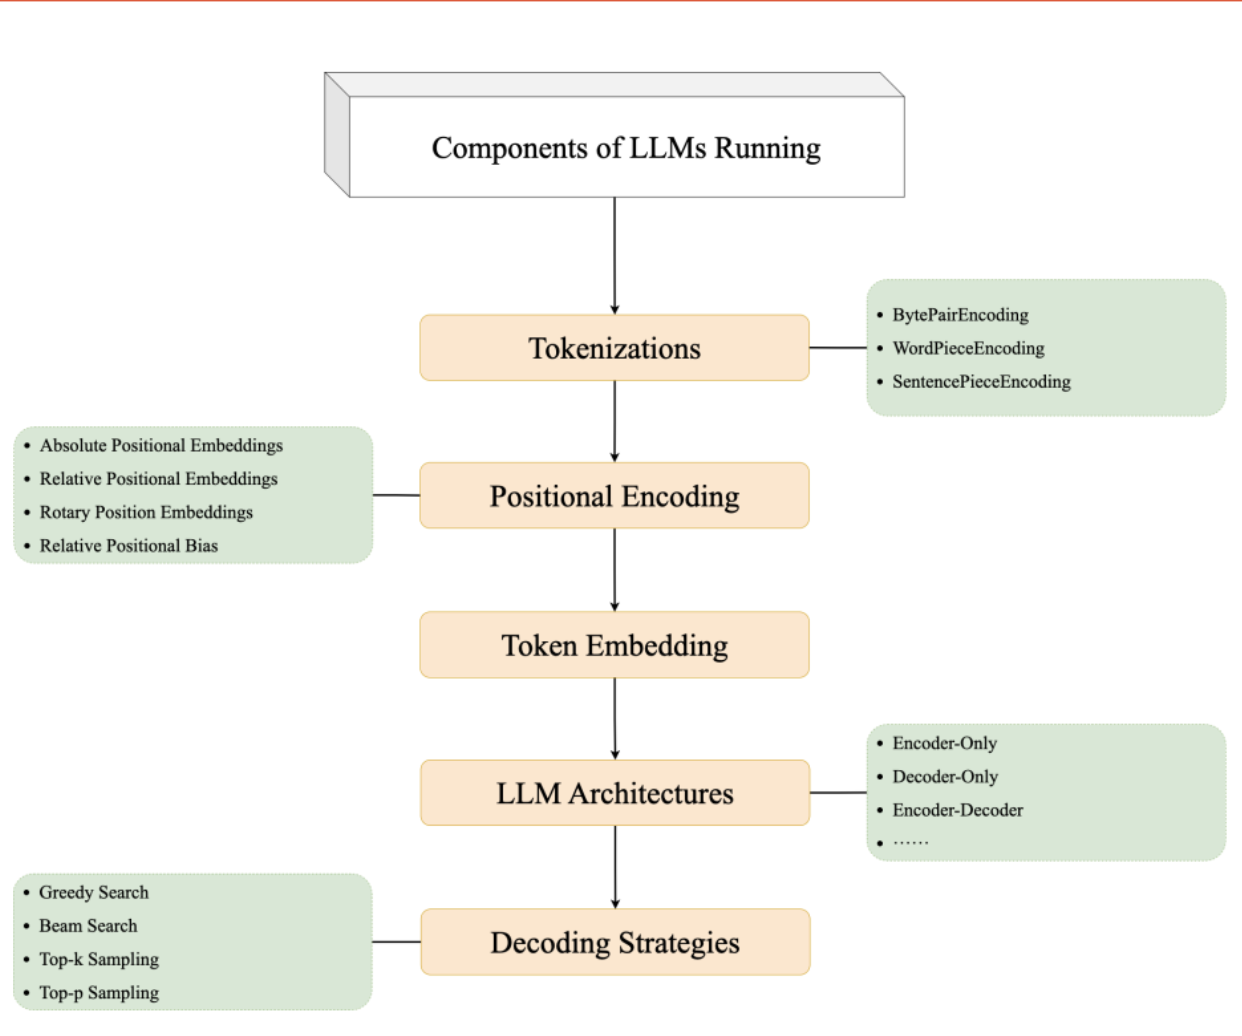 Components of LLMs Running
Tokenizations
• BytePairEncoding
• WordPieceEncoding
• SentencePieceEncoding
• Absolute Positional Embeddings
• Relative Positional Embeddings
• Rotary Position Embeddings
• Relative Positional Bias
Positional Encoding
Token Embedding
LLM Architectures
• Encoder-Only
• Decoder-Only
• Encoder-Decoder
• ⋯⋯
• Greedy Search
• Beam Search
• Top-k Sampling
• Top-p Sampling
Decoding Strategies